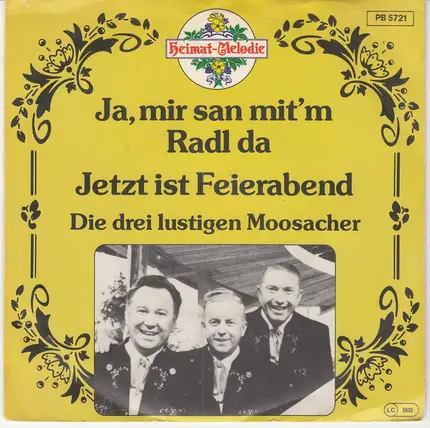 PB 5721
Heimat-Melodie
Ja, mir san mit'm
Radl da
Jetzt ist Feierabend
Die drei lustigen Moosacher
LC